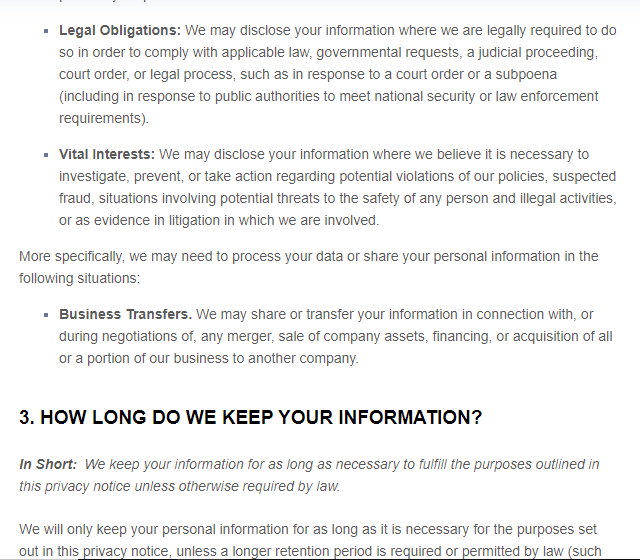 ▪ Legal Obligations: We may disclose your information where we are legally required to do
so in order to comply with applicable law, governmental requests, a judicial proceeding,
court order, or legal process, such as in response to a court order or a subpoena
(including in response to public authorities to meet national security or law enforcement
requirements).
▪ Vital Interests: We may disclose your information where we believe it is necessary to
investigate, prevent, or take action regarding potential violations of our policies, suspected
fraud, situations involving potential threats to the safety of any person and illegal activities,
or as evidence in litigation in which we are involved.
More specifically, we may need to process your data or share your personal information in the
following situations:
▪ Business Transfers. We may share or transfer your information in connection with, or
during negotiations of, any merger, sale of company assets, financing, or acquisition of all
or a portion of our business to another company.
3. HOW LONG DO WE KEEP YOUR INFORMATION?
In Short: We keep your information for as long as necessary to fulfill the purposes outlined in
this privacy notice unless otherwise required by law.
We will only keep your personal information for as long as it is necessary for the purposes set
out in this privacy notice, unless a longer retention period is required or permitted by law (such